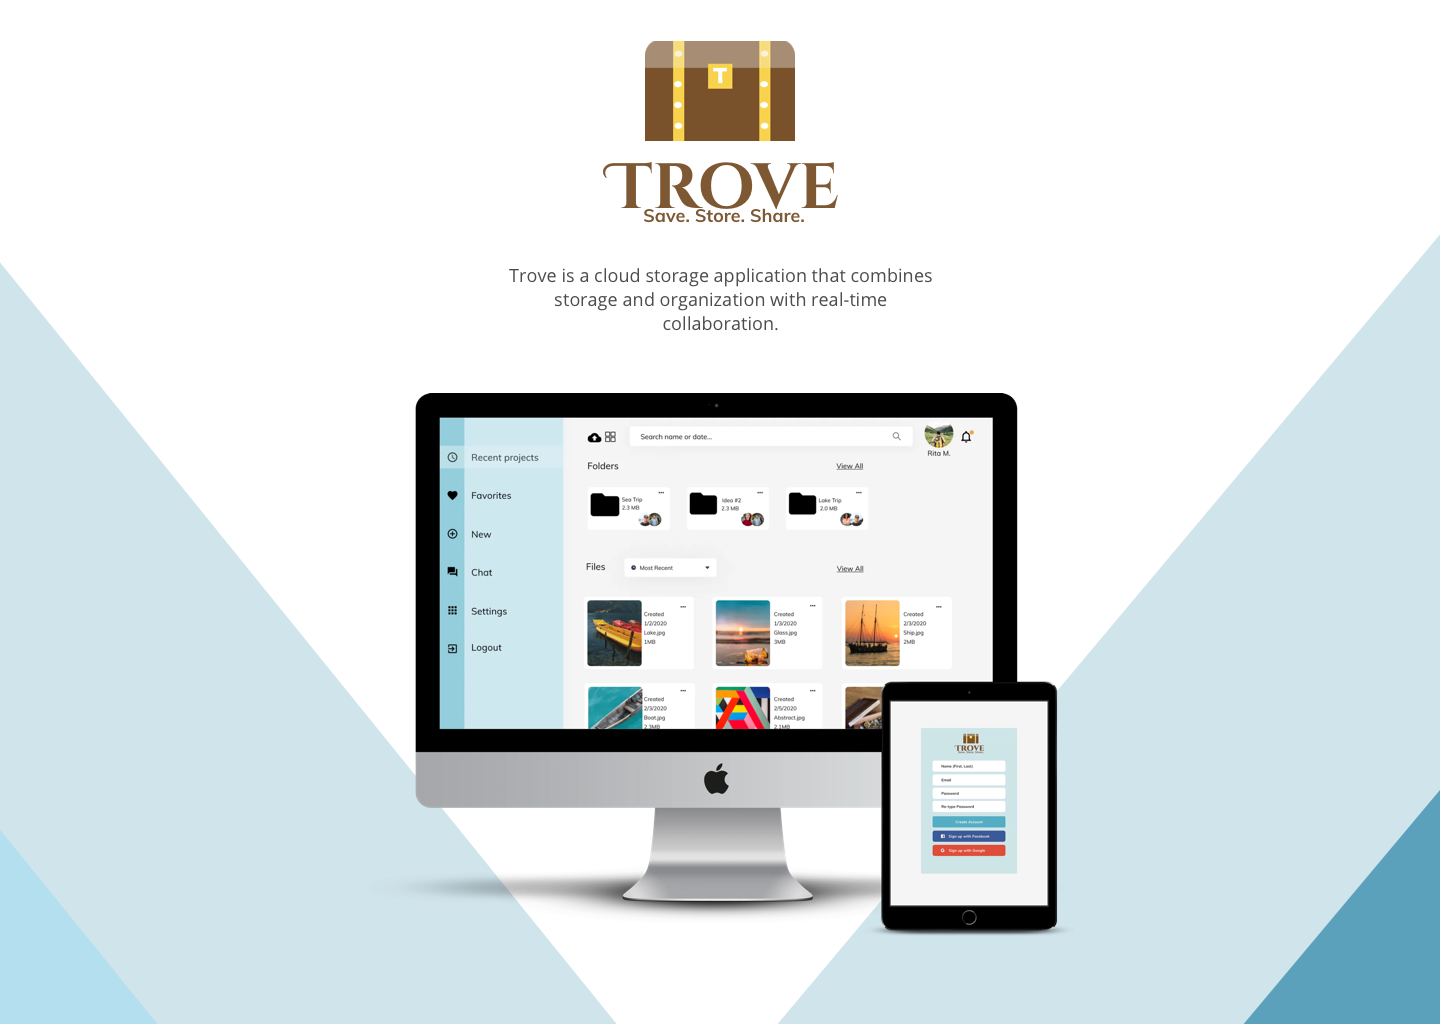 T
TROVE
Save. Store. Share.
Trove is a cloud storage application that combines
storage and organization with real-time
collaboration.
Search name or date...
Rita M.
Recent projects
Favorites
New
Chat
Settings
Logout
Folders
View All
Sea Trip
2.3 MB
Idea #2
2.3 MB
Lake Trip
2.0 MB
Files
Most Recent
View All
Created
1/2/2020
Lake.jpg
1MB
Created
1/3/2020
Glass.jpg
3MB
Created
2/3/2020
Ship.jpg
2MB
Created
2/3/2020
Boat.jpg
2.3MB
Created
2/5/2020
Abstract.jpg
2.1MB
TROVE
Save. Store. Share.
Name (First, Last)
Email
Password
Re-type Password
Create Account
Sign up with Facebook
G Sign up with Google